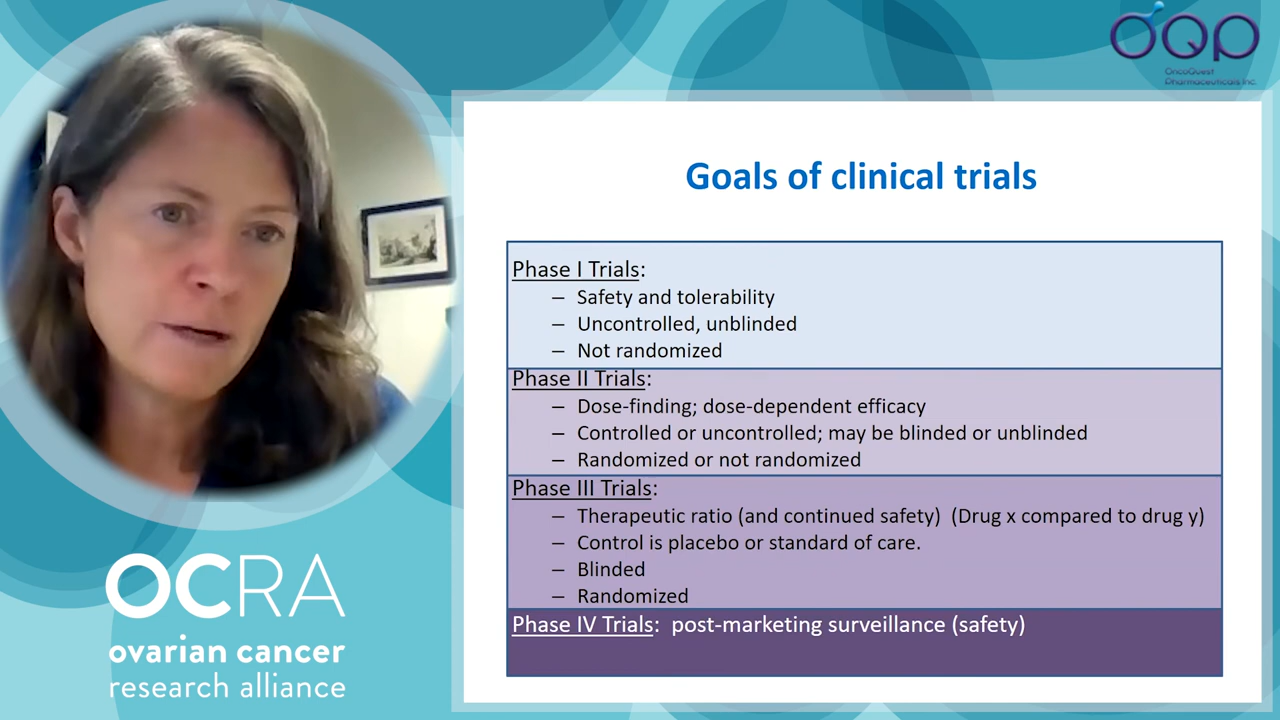 OQP
OncoQuest
Pharmaceuticals Inc.
Goals of clinical trials
Phase I Trials:
– Safety and tolerability
– Uncontrolled, unblinded
– Not randomized
Phase II Trials:
– Dose-finding; dose-dependent efficacy
– Controlled or uncontrolled; may be blinded or unblinded
– Randomized or not randomized
Phase III Trials:
– Therapeutic ratio (and continued safety)  (Drug x compared to drug y)
– Control is placebo or standard of care.
– Blinded
– Randomized
Phase IV Trials:  post-marketing surveillance (safety)
OCRA
ovarian cancer
research alliance